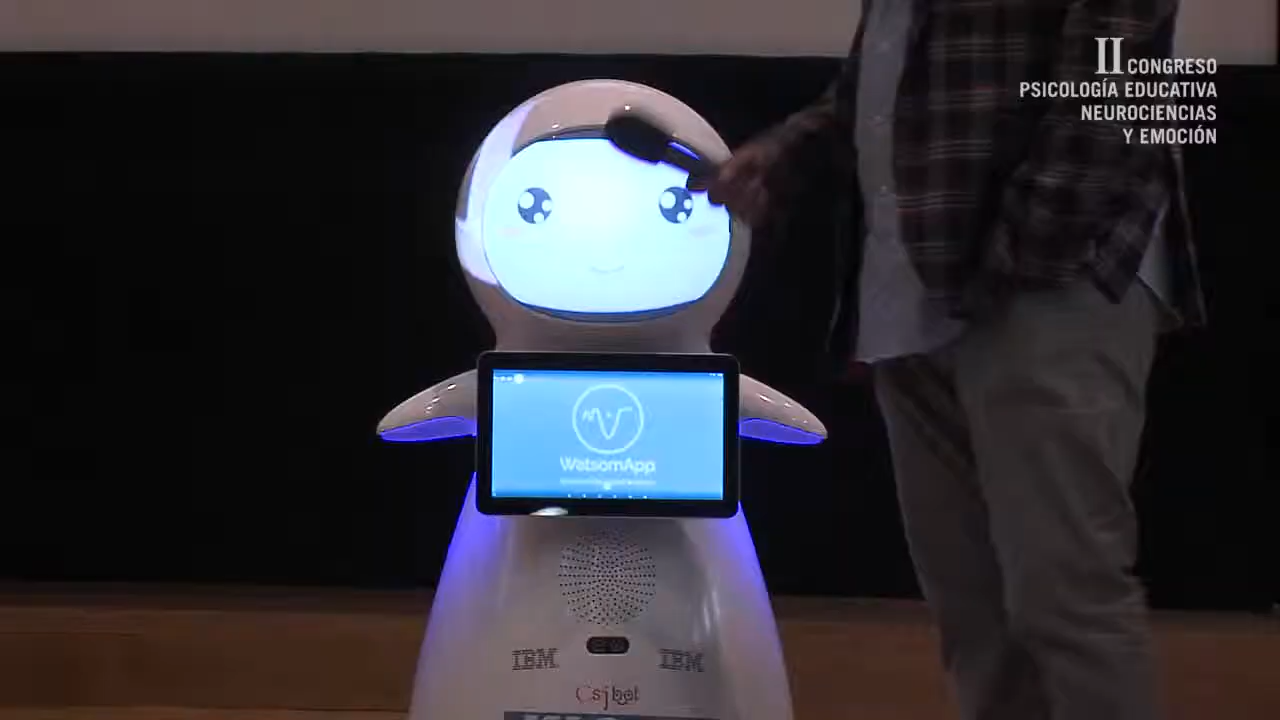 II CONGRESO
PSICOLOGÍA EDUCATIVA
NEUROCIENCIAS
Y EMOCIÓN
WatsomApp
IBM
IBM
Csjbot